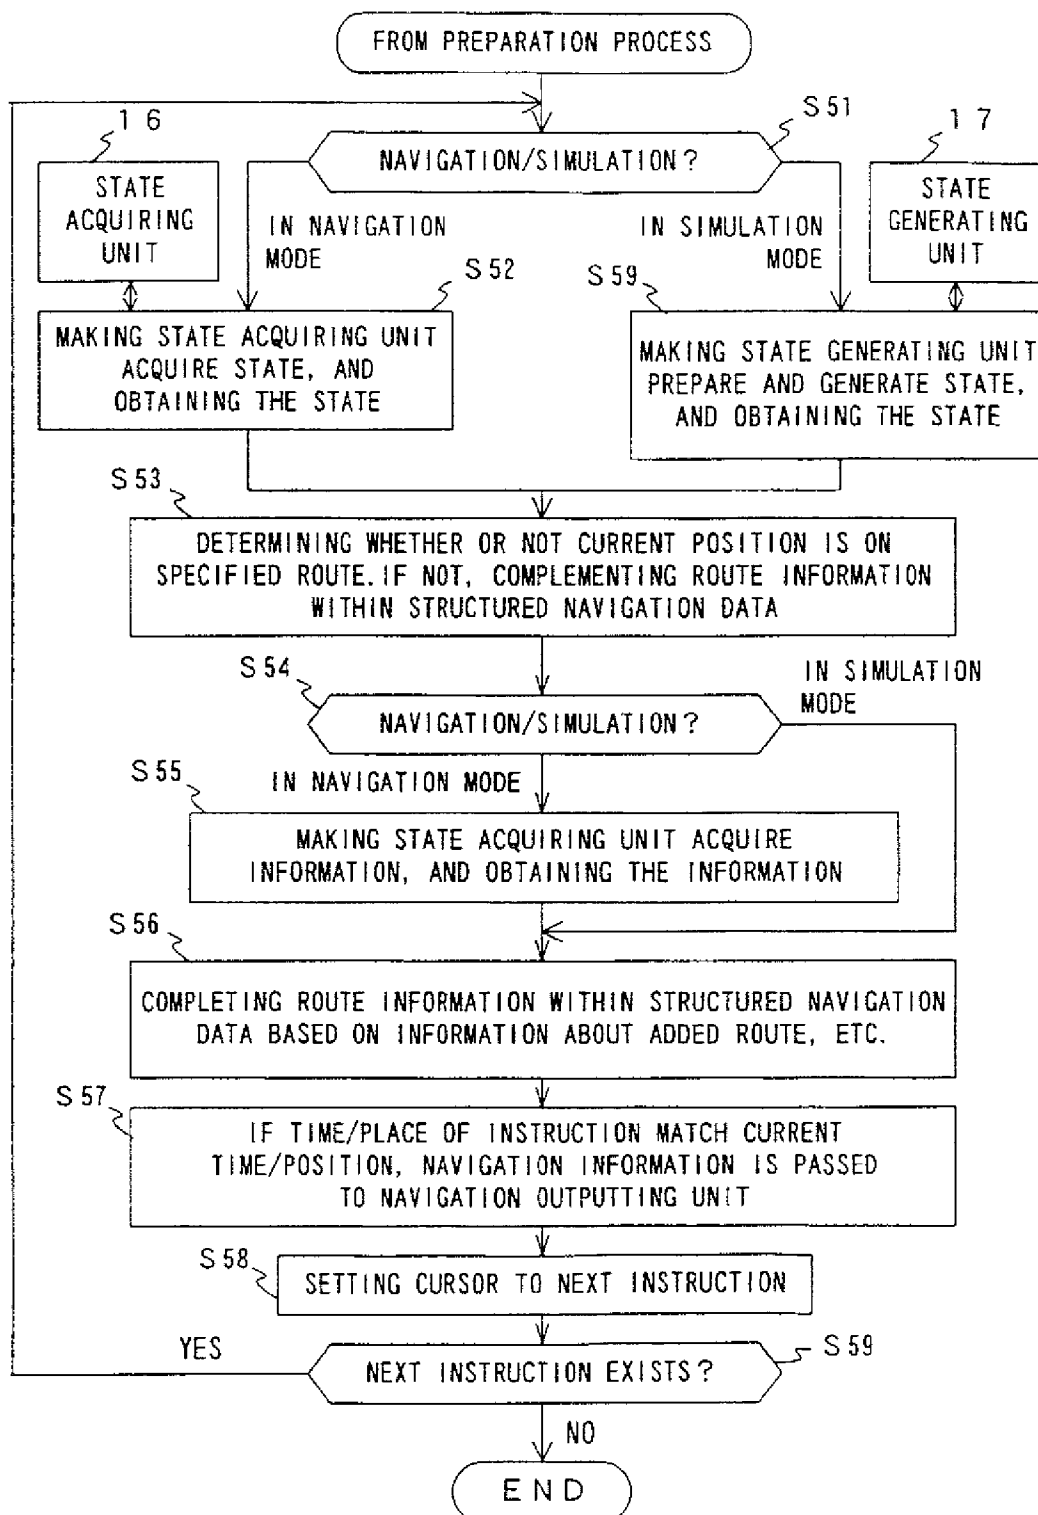 FROM PREPARATION PROCESS
S51
16
17
NAVIGATION/SIMULATION?
STATE
ACQUIRING
UNIT
STATE
GENERATING
UNIT
IN NAVIGATION
MODE
IN SIMULATION
MODE
S52
S59
MAKING STATE ACQUIRING UNIT
ACQUIRE STATE, AND
OBTAINING THE STATE
MAKING STATE GENERATING UNIT
PREPARE AND GENERATE STATE,
AND OBTAINING THE STATE
S53
DETERMINING WHETHER OR NOT CURRENT POSITION IS ON
SPECIFIED ROUTE. IF NOT, COMPLEMENTING ROUTE INFORMATION
WITHIN STRUCTURED NAVIGATION DATA
S54
IN SIMULATION
MODE
NAVIGATION/SIMULATION?
S55
IN NAVIGATION MODE
MAKING STATE ACQUIRING UNIT ACQUIRE
INFORMATION, AND OBTAINING THE INFORMATION
S56
COMPLETING ROUTE INFORMATION WITHIN STRUCTURED NAVIGATION
DATA BASED ON INFORMATION ABOUT ADDED ROUTE, ETC.
S57
IF TIME/PLACE OF INSTRUCTION MATCH CURRENT
TIME/POSITION, NAVIGATION INFORMATION IS PASSED
TO NAVIGATION OUTPUTTING UNIT
S58
SETTING CURSOR TO NEXT INSTRUCTION
YES
S59
NEXT INSTRUCTION EXISTS?
NO
END